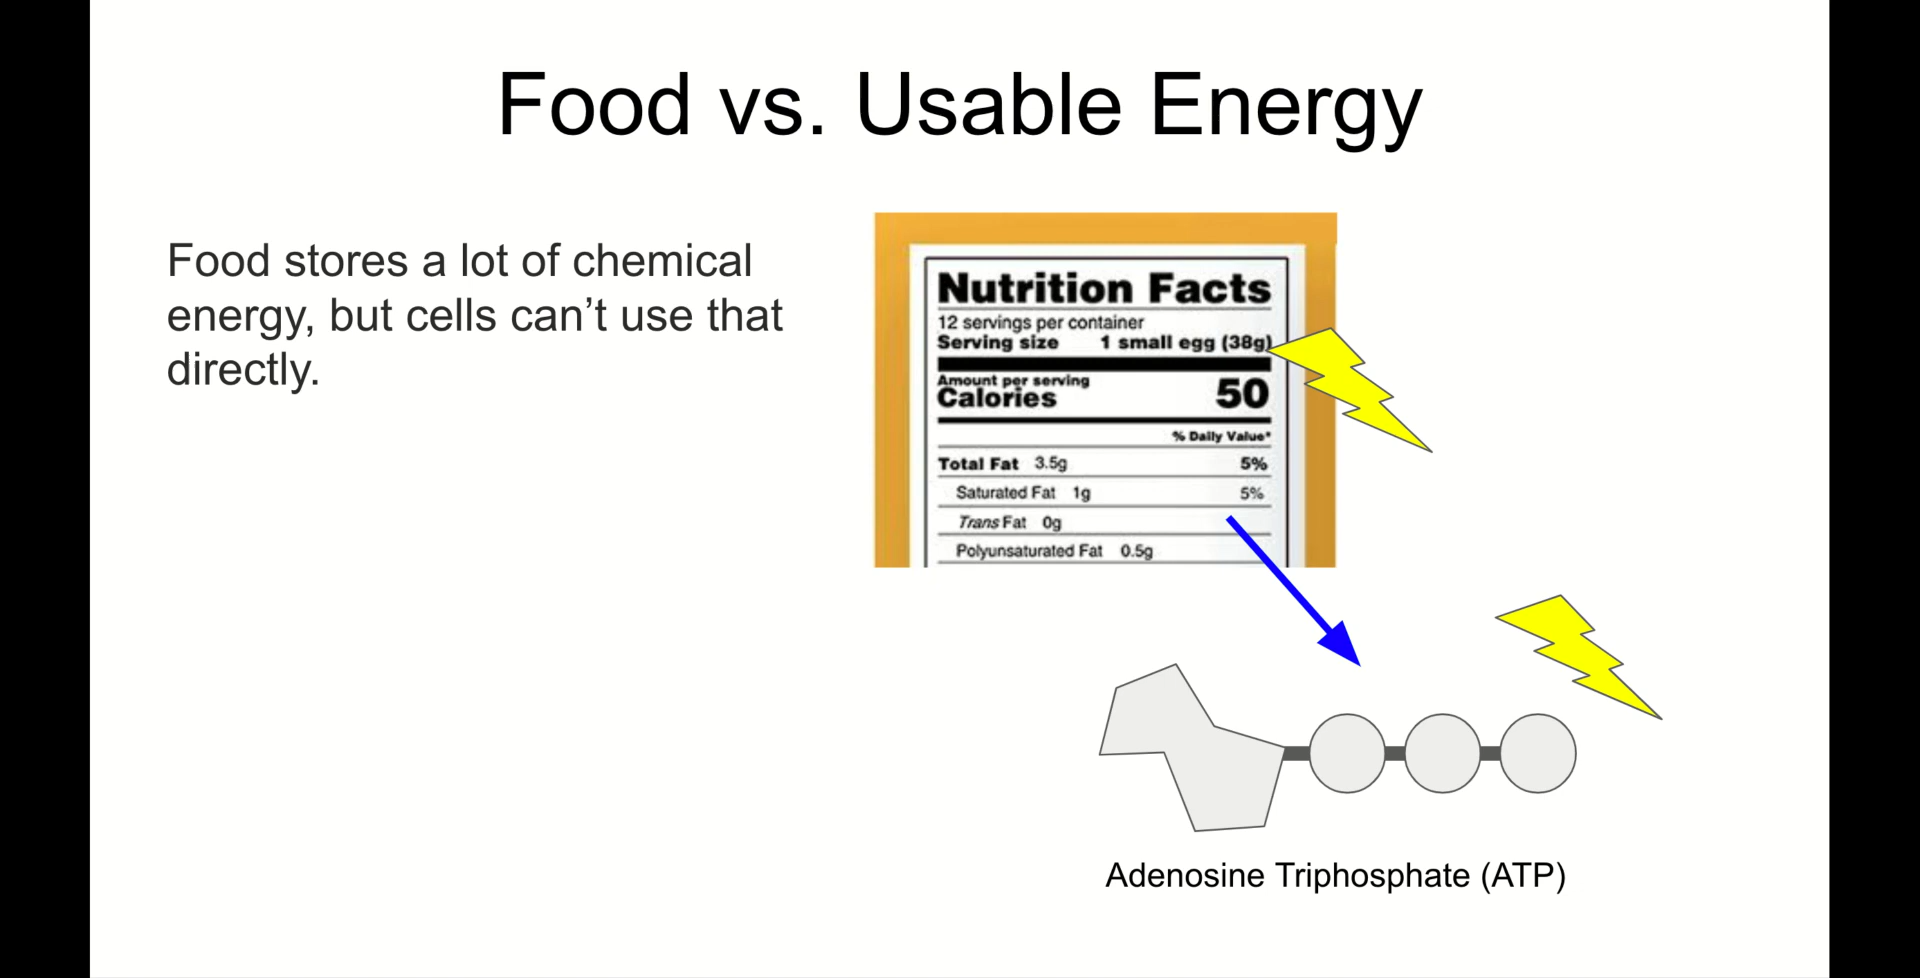 Food vs. Usable Energy
Food stores a lot of chemical
energy, but cells can’t use that
directly.
Nutrition Facts
12 servings per container
Serving size 1 small egg (38g)
Amount per serving
Calories 50
% Daily Value*
Total Fat 3.5g 5%
Saturated Fat 1g 5%
Trans Fat 0g
Polyunsaturated Fat 0.5g
Adenosine Triphosphate (ATP)